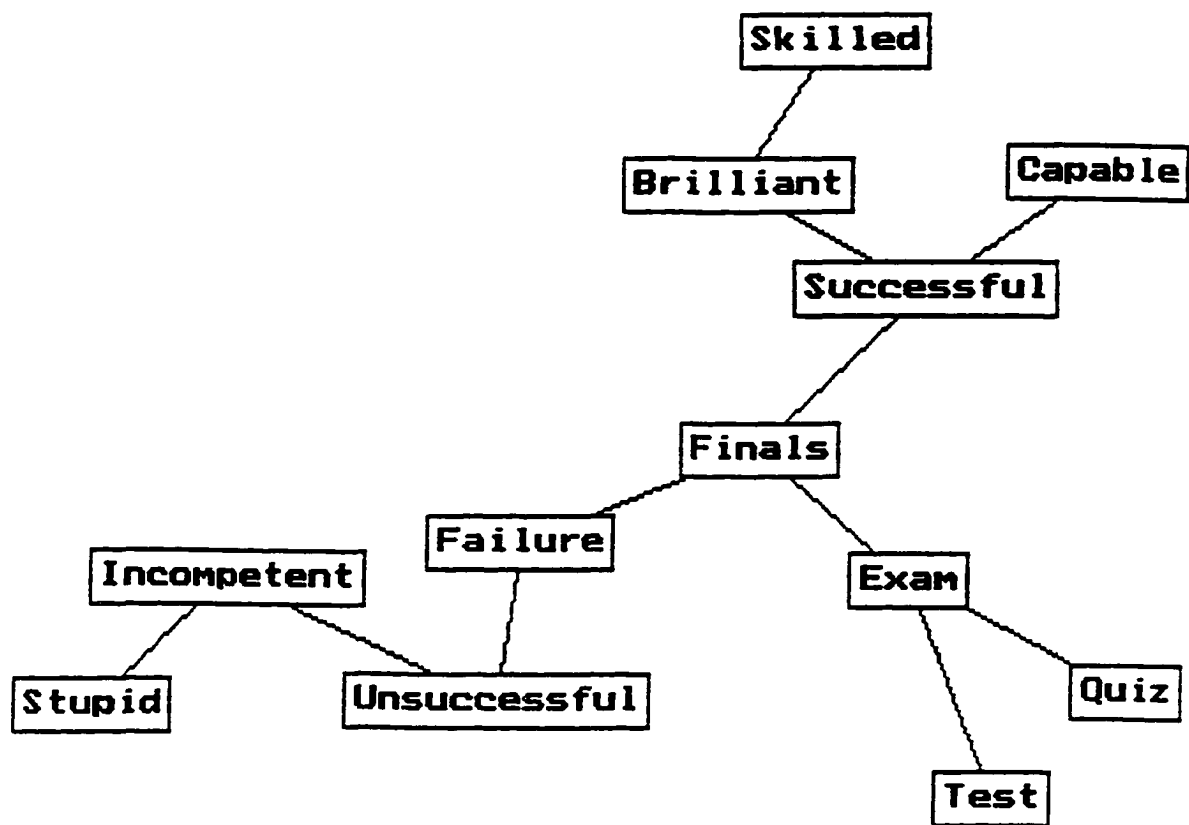 Skilled
Brilliant
Capable
Successful
Finals
Failure
Incompetent
Exam
Stupid
Unsuccessful
Quiz
Test